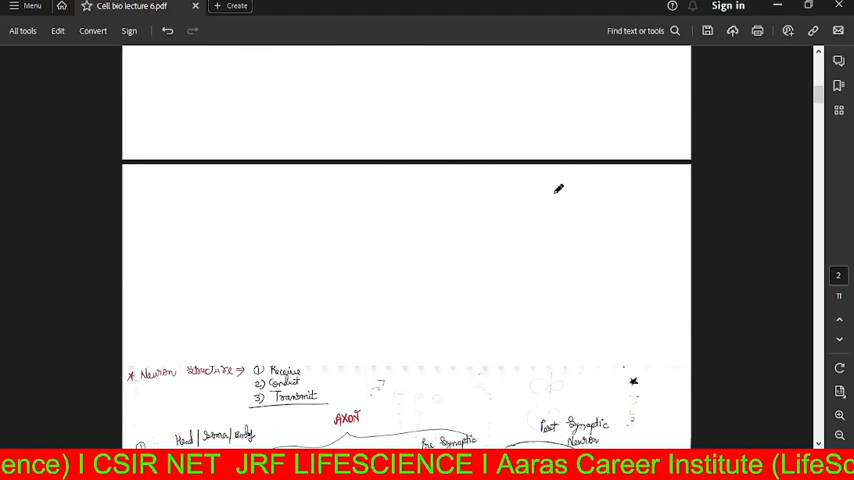 Menu Cell bio lecture 6.pdf Create Sign in
All tools Edit Convert Sign Find text or tools
2
11
* Neuron Structure ⇒ 1) Receive
2) Conduct
3) Transmit
AXON
Head / Soma / Body Pre Synaptic Post Synaptic
Neuron
ence) I CSIR NET JRF LIFESCIENCE I Aaras Career Institute (LifeSc